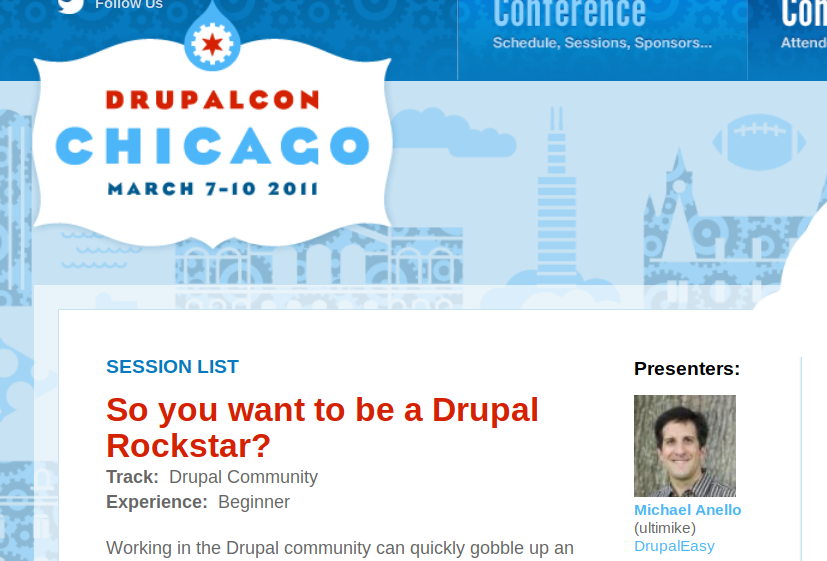 Follow Us
Conference
Schedule, Sessions, Sponsors...
DRUPALCON
CHICAGO
MARCH 7-10 2011
SESSION LIST
So you want to be a Drupal
Rockstar?
Track: Drupal Community
Experience: Beginner
Working in the Drupal community can quickly gobble up an
Presenters:
Michael Anello
(ultimike)
DrupalEasy